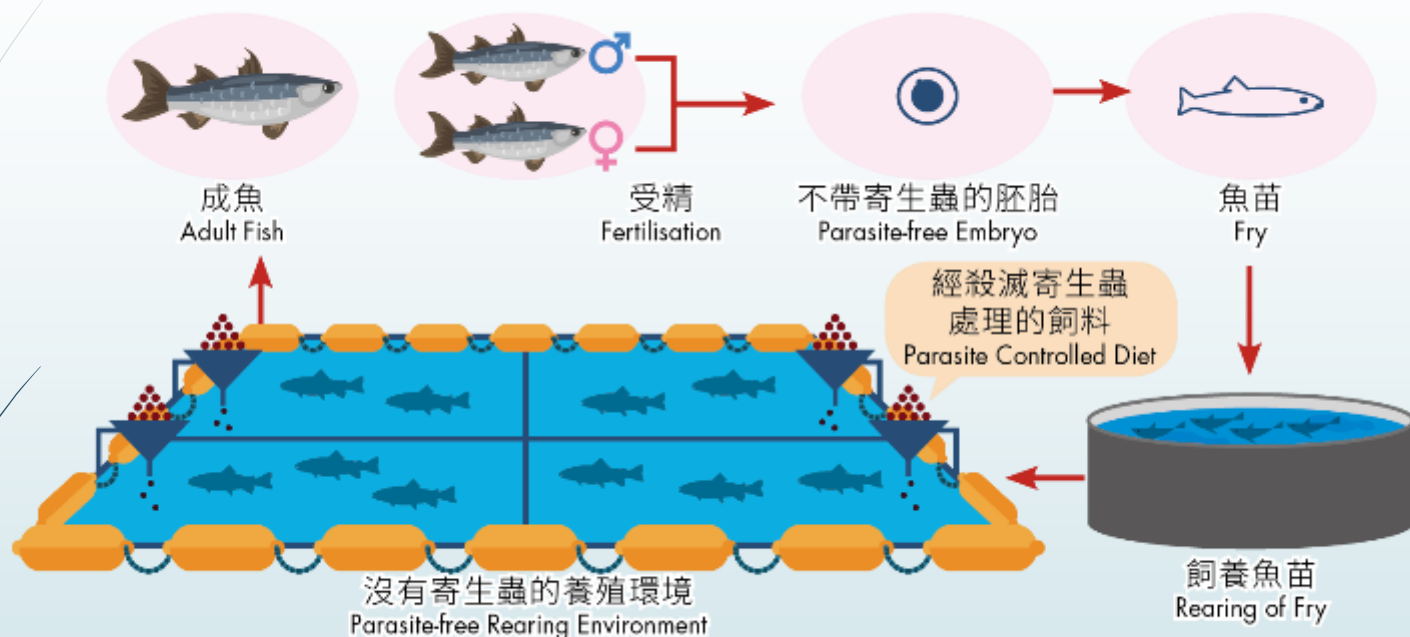 成魚
Adult Fish
受精
Fertilisation
不帶寄生蟲的胚胎
Parasite-free Embryo
魚苗
Fry
經殺滅寄生蟲
處理的飼料
Parasite Controlled Diet
飼養魚苗
Rearing of Fry
沒有寄生蟲的養殖環境
Parasite-free Rearing Environment